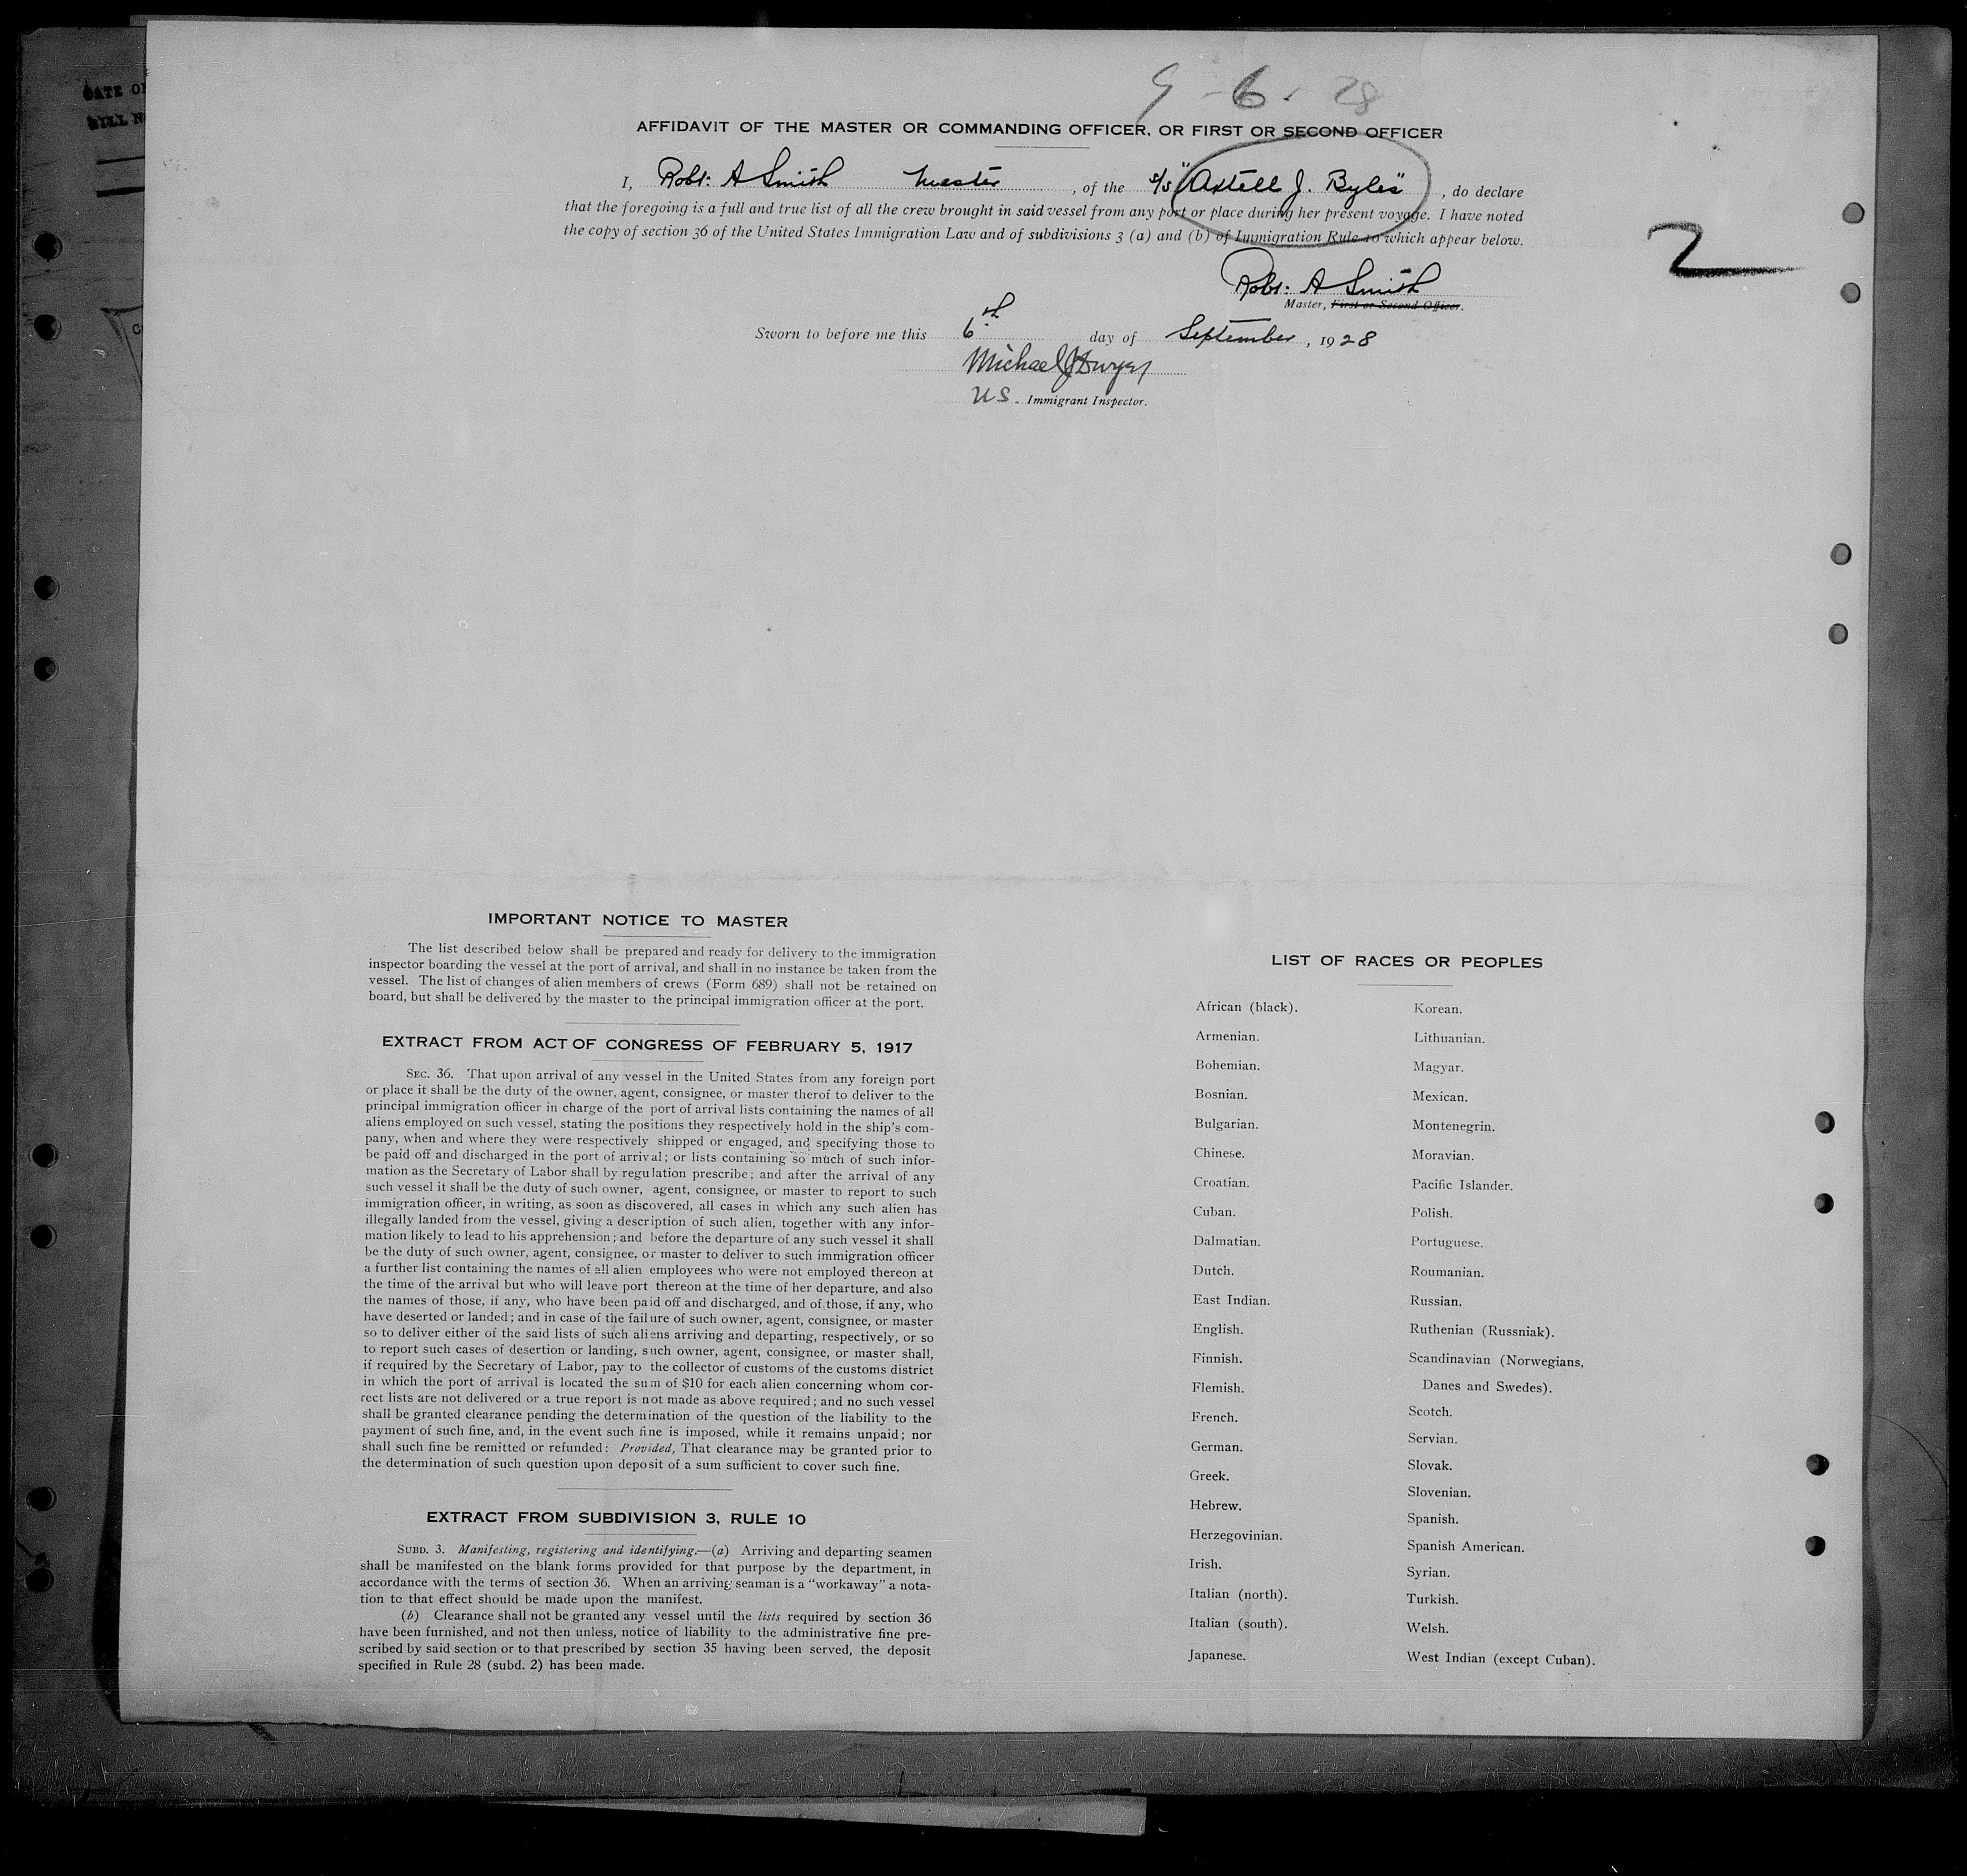 DATE O
BILL N
9-6-28
AFFIDAVIT OF THE MASTER OR COMMANDING OFFICER, OR FIRST OR SECOND OFFICER
I, Robt: A Smith Master, of the s/s "Axtell J. Byles", do declare
that the foregoing is a full and true list of all the crew brought in said vessel from any port or place during her present voyage. I have noted
the copy of section 36 of the United States Immigration Law and of subdivisions 3 (a) and (b) of Immigration Rule 10 which appear below.
2
Robt: A Smith
Master, First or Second Officer.
Sworn to before me this 6th day of September, 1928
Michael J Dwyer
US. Immigrant Inspector.
IMPORTANT NOTICE TO MASTER
The list described below shall be prepared and ready for delivery to the immigration
inspector boarding the vessel at the port of arrival, and shall in no instance be taken from the
vessel. The list of changes of alien members of crews (Form 689) shall not be retained on
board, but shall be delivered by the master to the principal immigration officer at the port.
EXTRACT FROM ACT OF CONGRESS OF FEBRUARY 5, 1917
SEC. 36. That upon arrival of any vessel in the United States from any foreign port
or place it shall be the duty of the owner, agent, consignee, or master therof to deliver to the
principal immigration officer in charge of the port of arrival lists containing the names of all
aliens employed on such vessel, stating the positions they respectively hold in the ship's com-
pany, when and where they were respectively shipped or engaged, and specifying those to
be paid off and discharged in the port of arrival; or lists containing so much of such infor-
mation as the Secretary of Labor shall by regulation prescribe; and after the arrival of any
such vessel it shall be the duty of such owner, agent, consignee, or master to report to such
immigration officer, in writing, as soon as discovered, all cases in which any such alien has
illegally landed from the vessel, giving a description of such alien, together with any infor-
mation likely to lead to his apprehension; and before the departure of any such vessel it shall
be the duty of such owner, agent, consignee, or master to deliver to such immigration officer
a further list containing the names of all alien employees who were not employed thereon at
the time of the arrival but who will leave port thereon at the time of her departure, and also
the names of those, if any, who have been paid off and discharged, and of those, if any, who
have deserted or landed; and in case of the failure of such owner, agent, consignee, or master
so to deliver either of the said lists of such aliens arriving and departing, respectively, or so
to report such cases of desertion or landing, such owner, agent, consignee, or master shall,
if required by the Secretary of Labor, pay to the collector of customs of the customs district
in which the port of arrival is located the sum of $10 for each alien concerning whom cor-
rect lists are not delivered or a true report is not made as above required; and no such vessel
shall be granted clearance pending the determination of the question of the liability to the
payment of such fine, and, in the event such fine is imposed, while it remains unpaid; nor
shall such fine be remitted or refunded: Provided, That clearance may be granted prior to
the determination of such question upon deposit of a sum sufficient to cover such fine.
EXTRACT FROM SUBDIVISION 3, RULE 10
SUBD. 3. Manifesting, registering and identifying.—(a) Arriving and departing seamen
shall be manifested on the blank forms provided for that purpose by the department, in
accordance with the terms of section 36. When an arriving seaman is a "workaway" a nota-
tion to that effect should be made upon the manifest.
(b) Clearance shall not be granted any vessel until the lists required by section 36
have been furnished, and not then unless, notice of liability to the administrative fine pre-
scribed by said section or to that prescribed by section 35 having been served, the deposit
specified in Rule 28 (subd. 2) has been made.
LIST OF RACES OR PEOPLES
African (black).
Armenian.
Bohemian.
Bosnian.
Bulgarian.
Chinese.
Croatian.
Cuban.
Dalmatian.
Dutch.
East Indian.
English.
Finnish.
Flemish.
French.
German.
Greek.
Hebrew.
Herzegovinian.
Irish.
Italian (north).
Italian (south).
Japanese.
Korean.
Lithuanian.
Magyar.
Mexican.
Montenegrin.
Moravian.
Pacific Islander.
Polish.
Portuguese.
Roumanian.
Russian.
Ruthenian (Russniak).
Scandinavian (Norwegians,
Danes and Swedes).
Scotch.
Servian.
Slovak.
Slovenian.
Spanish.
Spanish American.
Syrian.
Turkish.
Welsh.
West Indian (except Cuban).